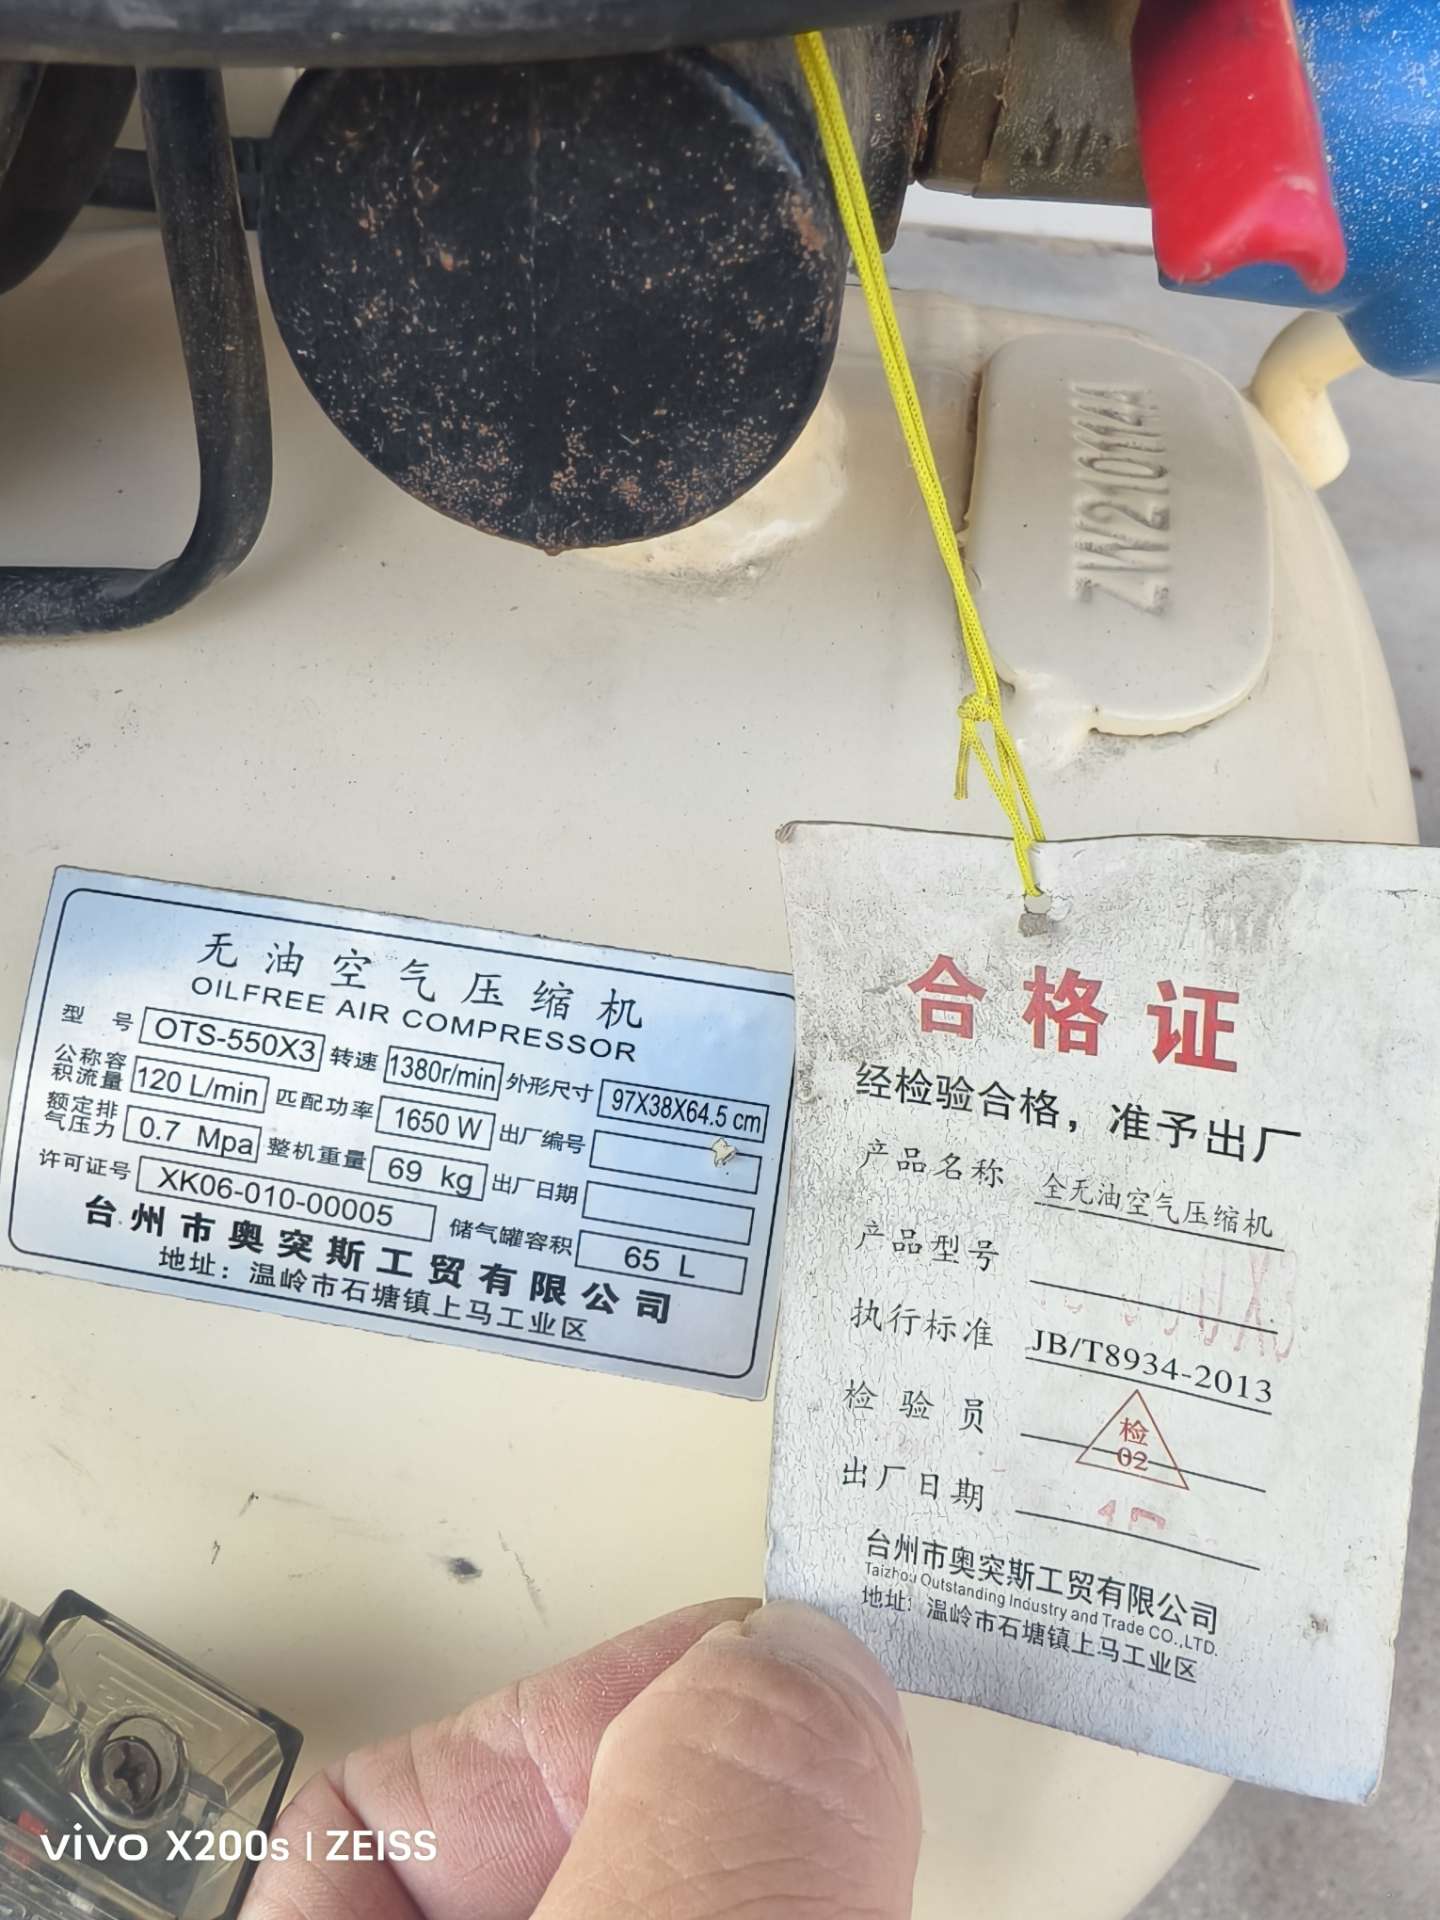 ZW2101144
无油空气压缩机
OILFREE AIR COMPRESSOR
型 号 OTS-550X3 转速 1380r/min 外形尺寸 97X38X64.5 cm
公称容积流量 120 L/min 匹配功率 1650 W 出厂编号
额定排气压力 0.7 Mpa 整机重量 69 kg 出厂日期
许可证号 XK06-010-00005 储气罐容积 65 L
台州市奥突斯工贸有限公司
地址：温岭市石塘镇上马工业区
合格证
经检验合格，准予出厂
产品名称 全无油空气压缩机
产品型号
执行标准 JB/T8934-2013
检验员 检 02
出厂日期
台州市奥突斯工贸有限公司
Taizhou Outstanding Industry and Trade CO.,LTD.
地址：温岭市石塘镇上马工业区
vivo X200s | ZEISS